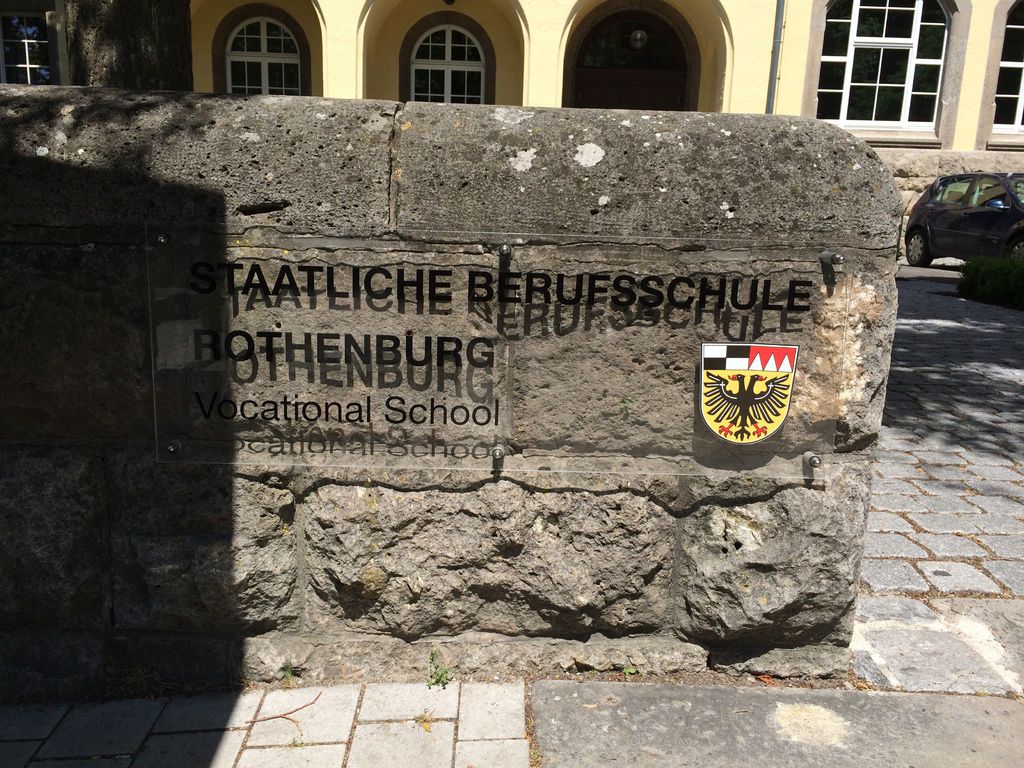 STAATLICHE BERUFSSCHULE
ROTHENBURG
Vocational School